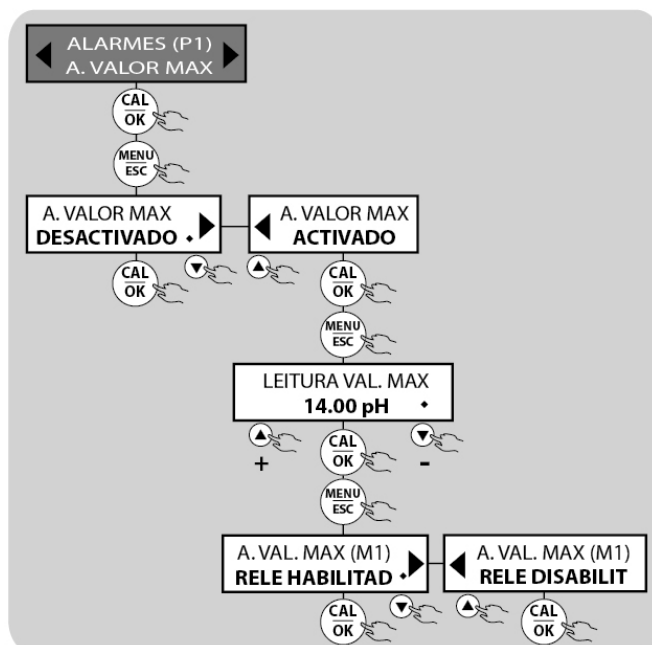 ALARMES (P1)
A. VALOR MAX
CAL
OK
MENU
ESC
A. VALOR MAX
DESACTIVADO
A. VALOR MAX
ACTIVADO
CAL
OK
CAL
OK
MENU
ESC
LEITURA VAL. MAX
14.00 pH
+
CAL
OK
-
MENU
ESC
A. VAL. MAX (M1)
RELE HABILITAD
A. VAL. MAX (M1)
RELE DISABILIT
CAL
OK
CAL
OK